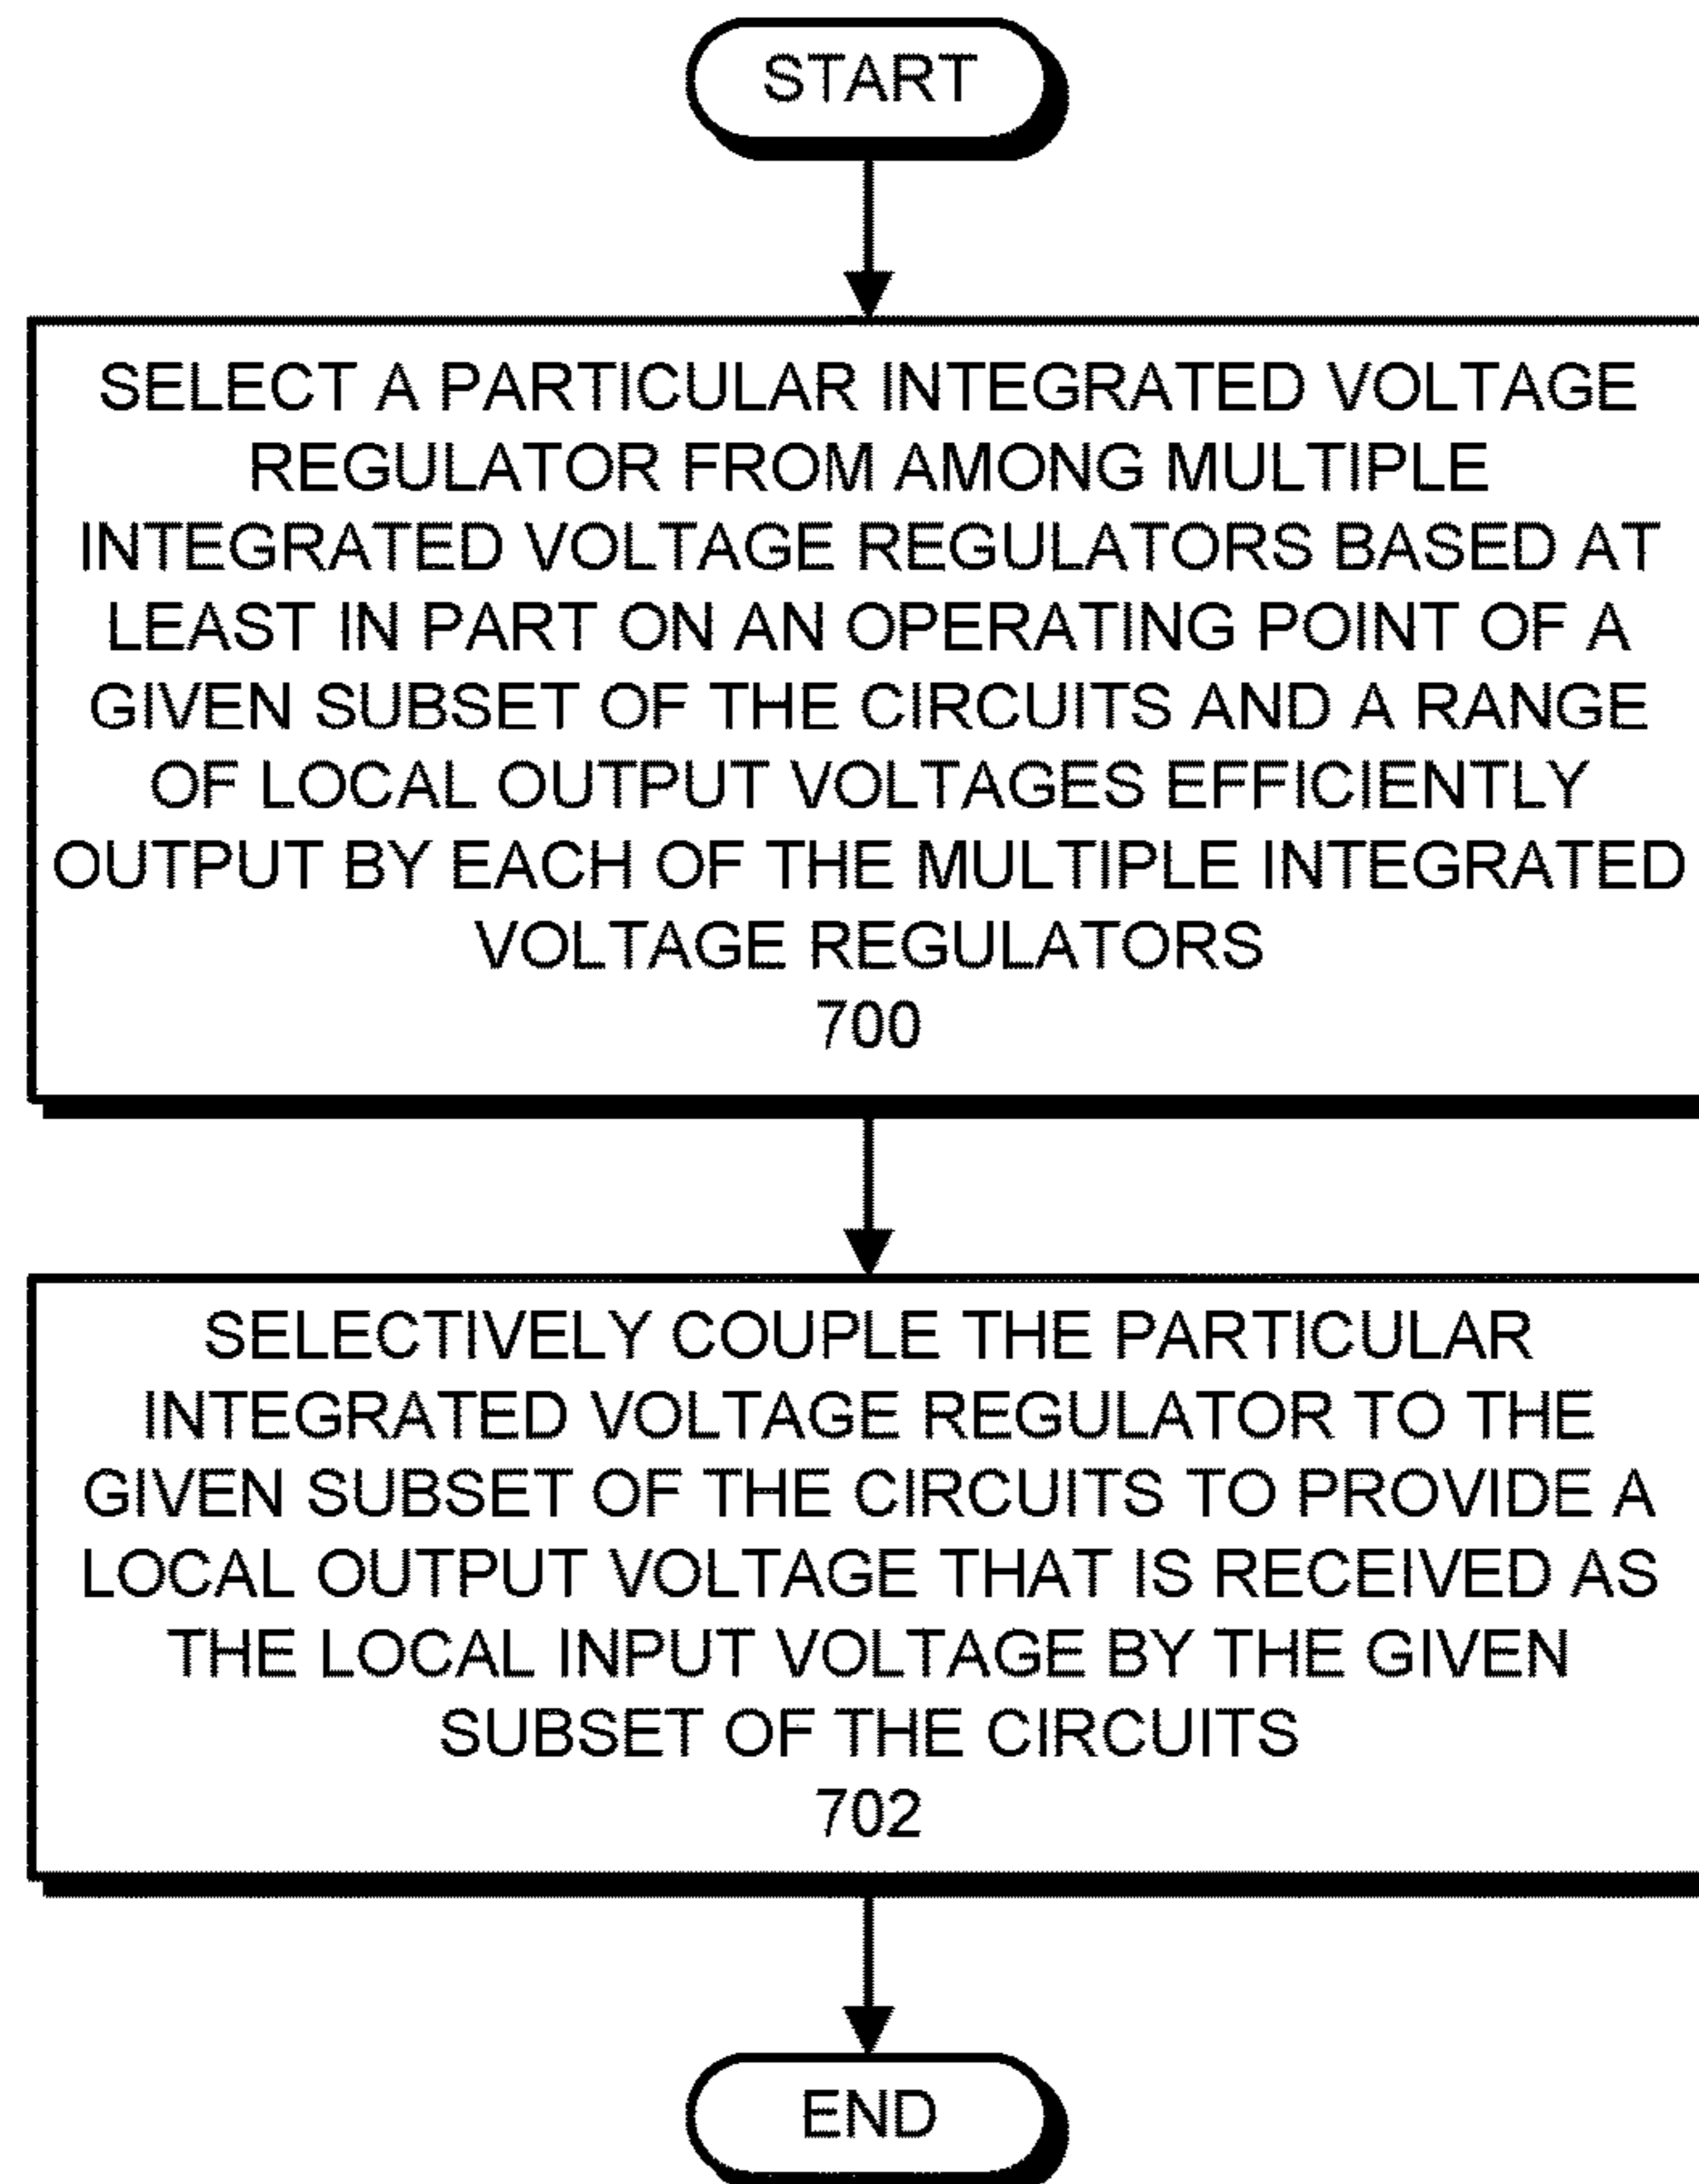 START
SELECT A PARTICULAR INTEGRATED VOLTAGE
REGULATOR FROM AMONG MULTIPLE
INTEGRATED VOLTAGE REGULATORS BASED AT
LEAST IN PART ON AN OPERATING POINT OF A
GIVEN SUBSET OF THE CIRCUITS AND A RANGE
OF LOCAL OUTPUT VOLTAGES EFFICIENTLY
OUTPUT BY EACH OF THE MULTIPLE INTEGRATED
VOLTAGE REGULATORS
700
SELECTIVELY COUPLE THE PARTICULAR
INTEGRATED VOLTAGE REGULATOR TO THE
GIVEN SUBSET OF THE CIRCUITS TO PROVIDE A
LOCAL OUTPUT VOLTAGE THAT IS RECEIVED AS
THE LOCAL INPUT VOLTAGE BY THE GIVEN
SUBSET OF THE CIRCUITS
702
END